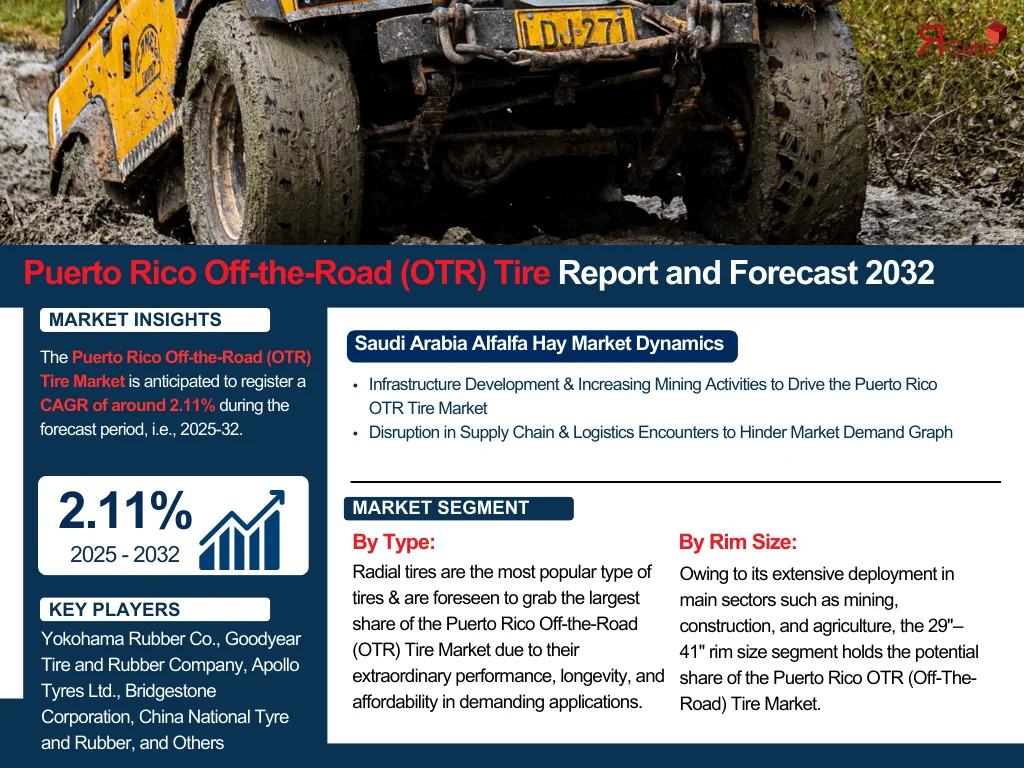 LDJ-271
RCube
Puerto Rico Off-the-Road (OTR) Tire Report and Forecast 2032
MARKET INSIGHTS
The Puerto Rico Off-the-Road (OTR)
Tire Market is anticipated to register a
CAGR of around 2.11% during the
forecast period, i.e., 2025-32.
2.11%
2025 - 2032
KEY PLAYERS
Yokohama Rubber Co., Goodyear
Tire and Rubber Company, Apollo
Tyres Ltd., Bridgestone
Corporation, China National Tyre
and Rubber, and Others
Saudi Arabia Alfalfa Hay Market Dynamics
• Infrastructure Development & Increasing Mining Activities to Drive the Puerto Rico
OTR Tire Market
• Disruption in Supply Chain & Logistics Encounters to Hinder Market Demand Graph
MARKET SEGMENT
By Type:
Radial tires are the most popular type of
tires & are foreseen to grab the largest
share of the Puerto Rico Off-the-Road
(OTR) Tire Market due to their
extraordinary performance, longevity, and
affordability in demanding applications.
By Rim Size:
Owing to its extensive deployment in
main sectors such as mining,
construction, and agriculture, the 29"–
41" rim size segment holds the potential
share of the Puerto Rico OTR (Off-The-
Road) Tire Market.